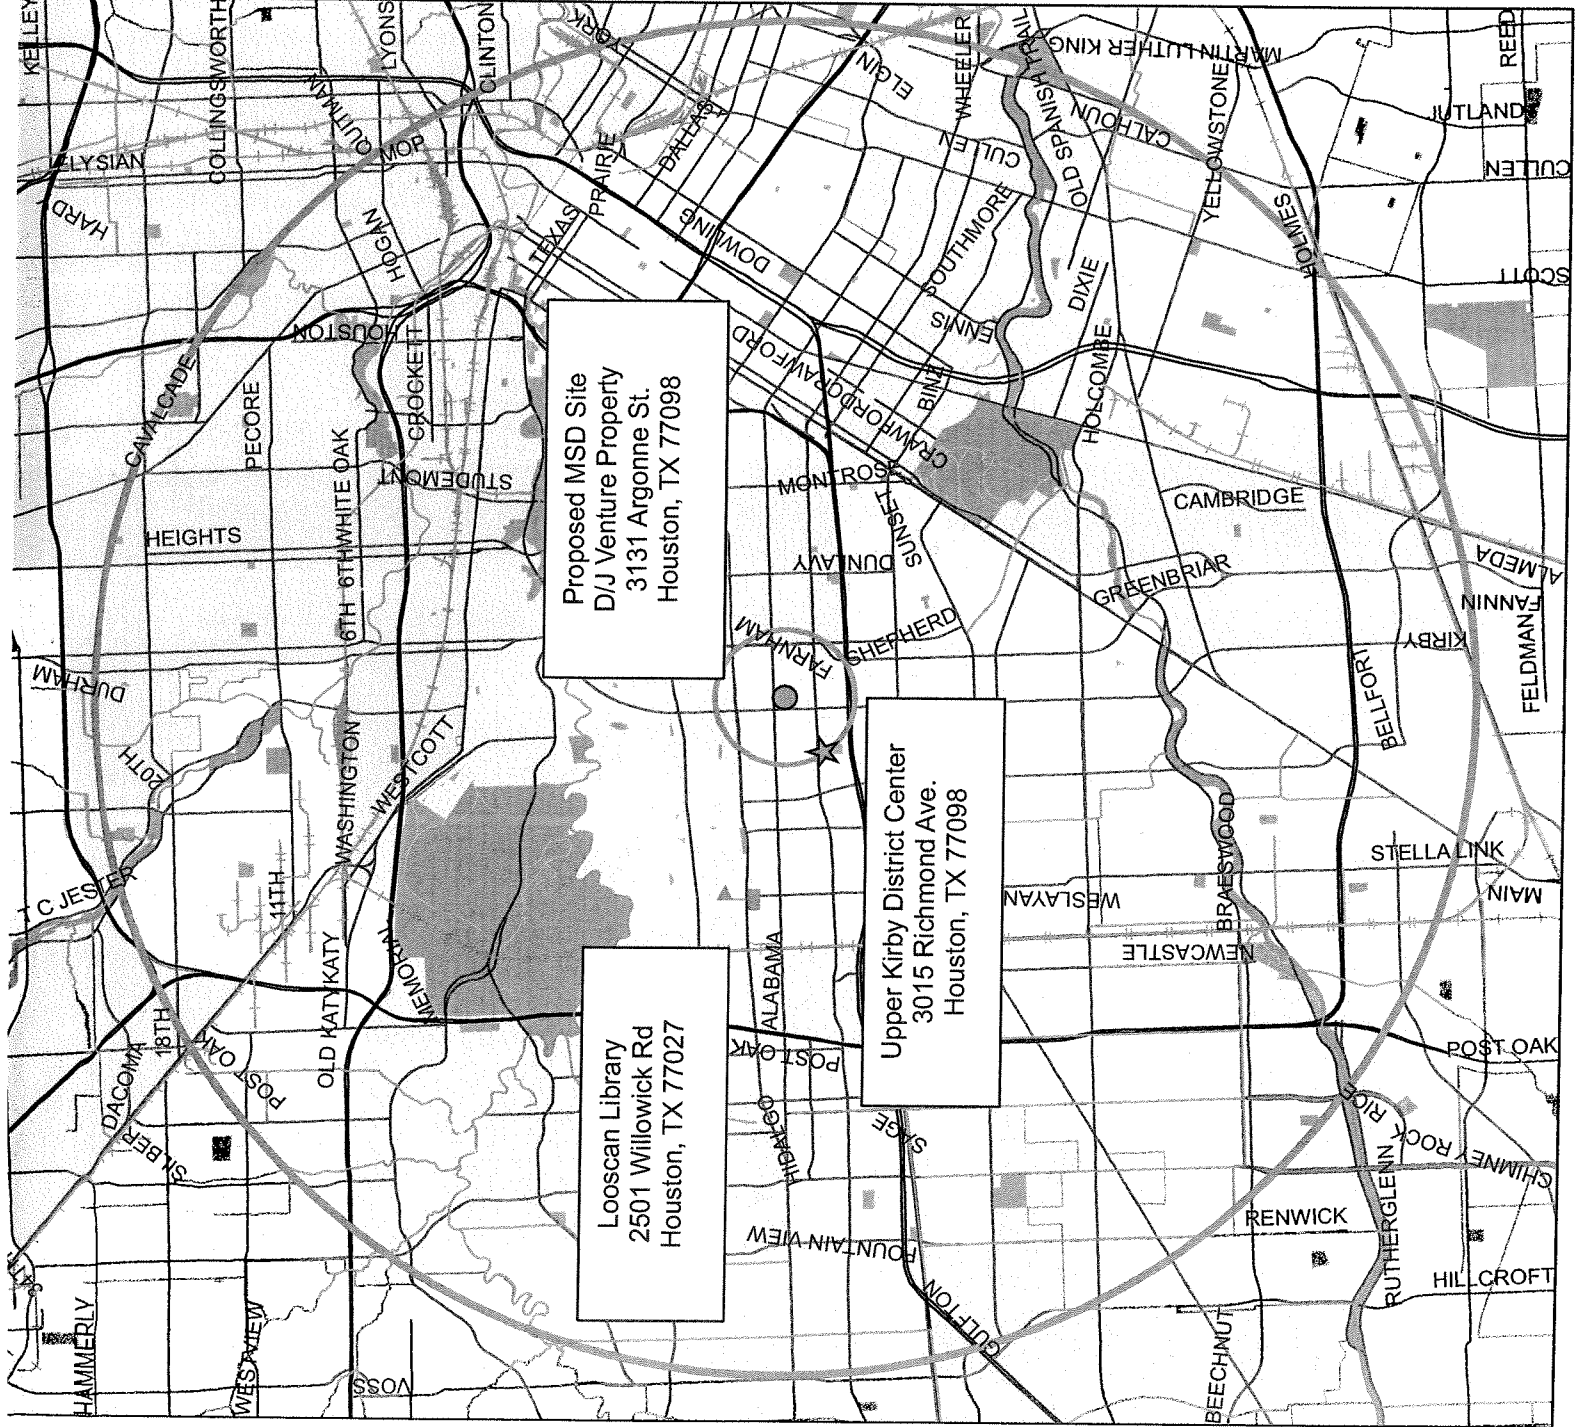 Proposed MSD Site
D/J Venture Property
3131 Argonne St.
Houston, TX 77098
Looscan Library
2501 Willowick Rd
Houston, TX 77027
Upper Kirby District Center
3015 Richmond Ave.
Houston, TX 77098
KELLEY
COLLINGSWORTH
LYONS
CLINTON
YORK
QUITMAN
MOP
ELYSIAN
HARD
HOGAN
HOUSTON
CROCKETT
CAVALCADE
PECORE
STUDEMONT
6TH
6TH
WHITE OAK
HEIGHTS
DURHAM
20TH
T C JESTER
11TH
WASHINGTON
WESTCOTT
OLD KATY
KATY
MEMORIAL
18TH
POST OAK
POST OAK
DACOMA
SILBER
34TH
HAMMERLY
WESTVIEW
VOSS
TEXAS
PRAIRIE
DALLAS
DOWLING
ELGIN
WHEELER
CULLEN
OLD SPANISH TRAIL
MARTIN LUTHER KING
CALHOUN
YELLOWSTONE
REED
JUTLAND
CULLEN
SCOTT
HOLMES
SOUTHMORE
ENNIS
DIXIE
BINZ
HOLCOMBE
CRAWFORD
CRAWFORD
MONTROSE
SUNSET
DUNLAVY
CAMBRIDGE
GREENBRIAR
ALMEDA
FANNIN
KIRBY
FELDMAN
FARNHAM
SHEPHERD
BELLFORT
STELLA LINK
MAIN
BRAESWOOD
WESLAYAN
NEWCASTLE
ALABAMA
POST OAK
POST OAK
HIDALGO
SAGE
RICE
CHIMNEY ROCK
RUTHERGLENN
RENWICK
HILLCROFT
FOUNTAIN VIEW
GULFTON
BEECHNUT